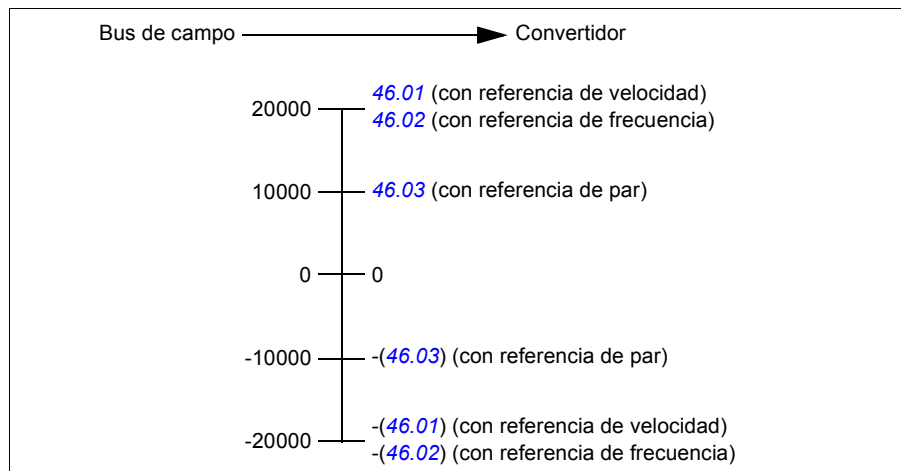 Bus de campo Convertidor
46.01 (con referencia de velocidad)
20000
46.02 (con referencia de frecuencia)
10000 46.03 (con referencia de par)
0 0
-10000 -(46.03) (con referencia de par)
-(46.01) (con referencia de velocidad)
-20000
-(46.02) (con referencia de frecuencia)